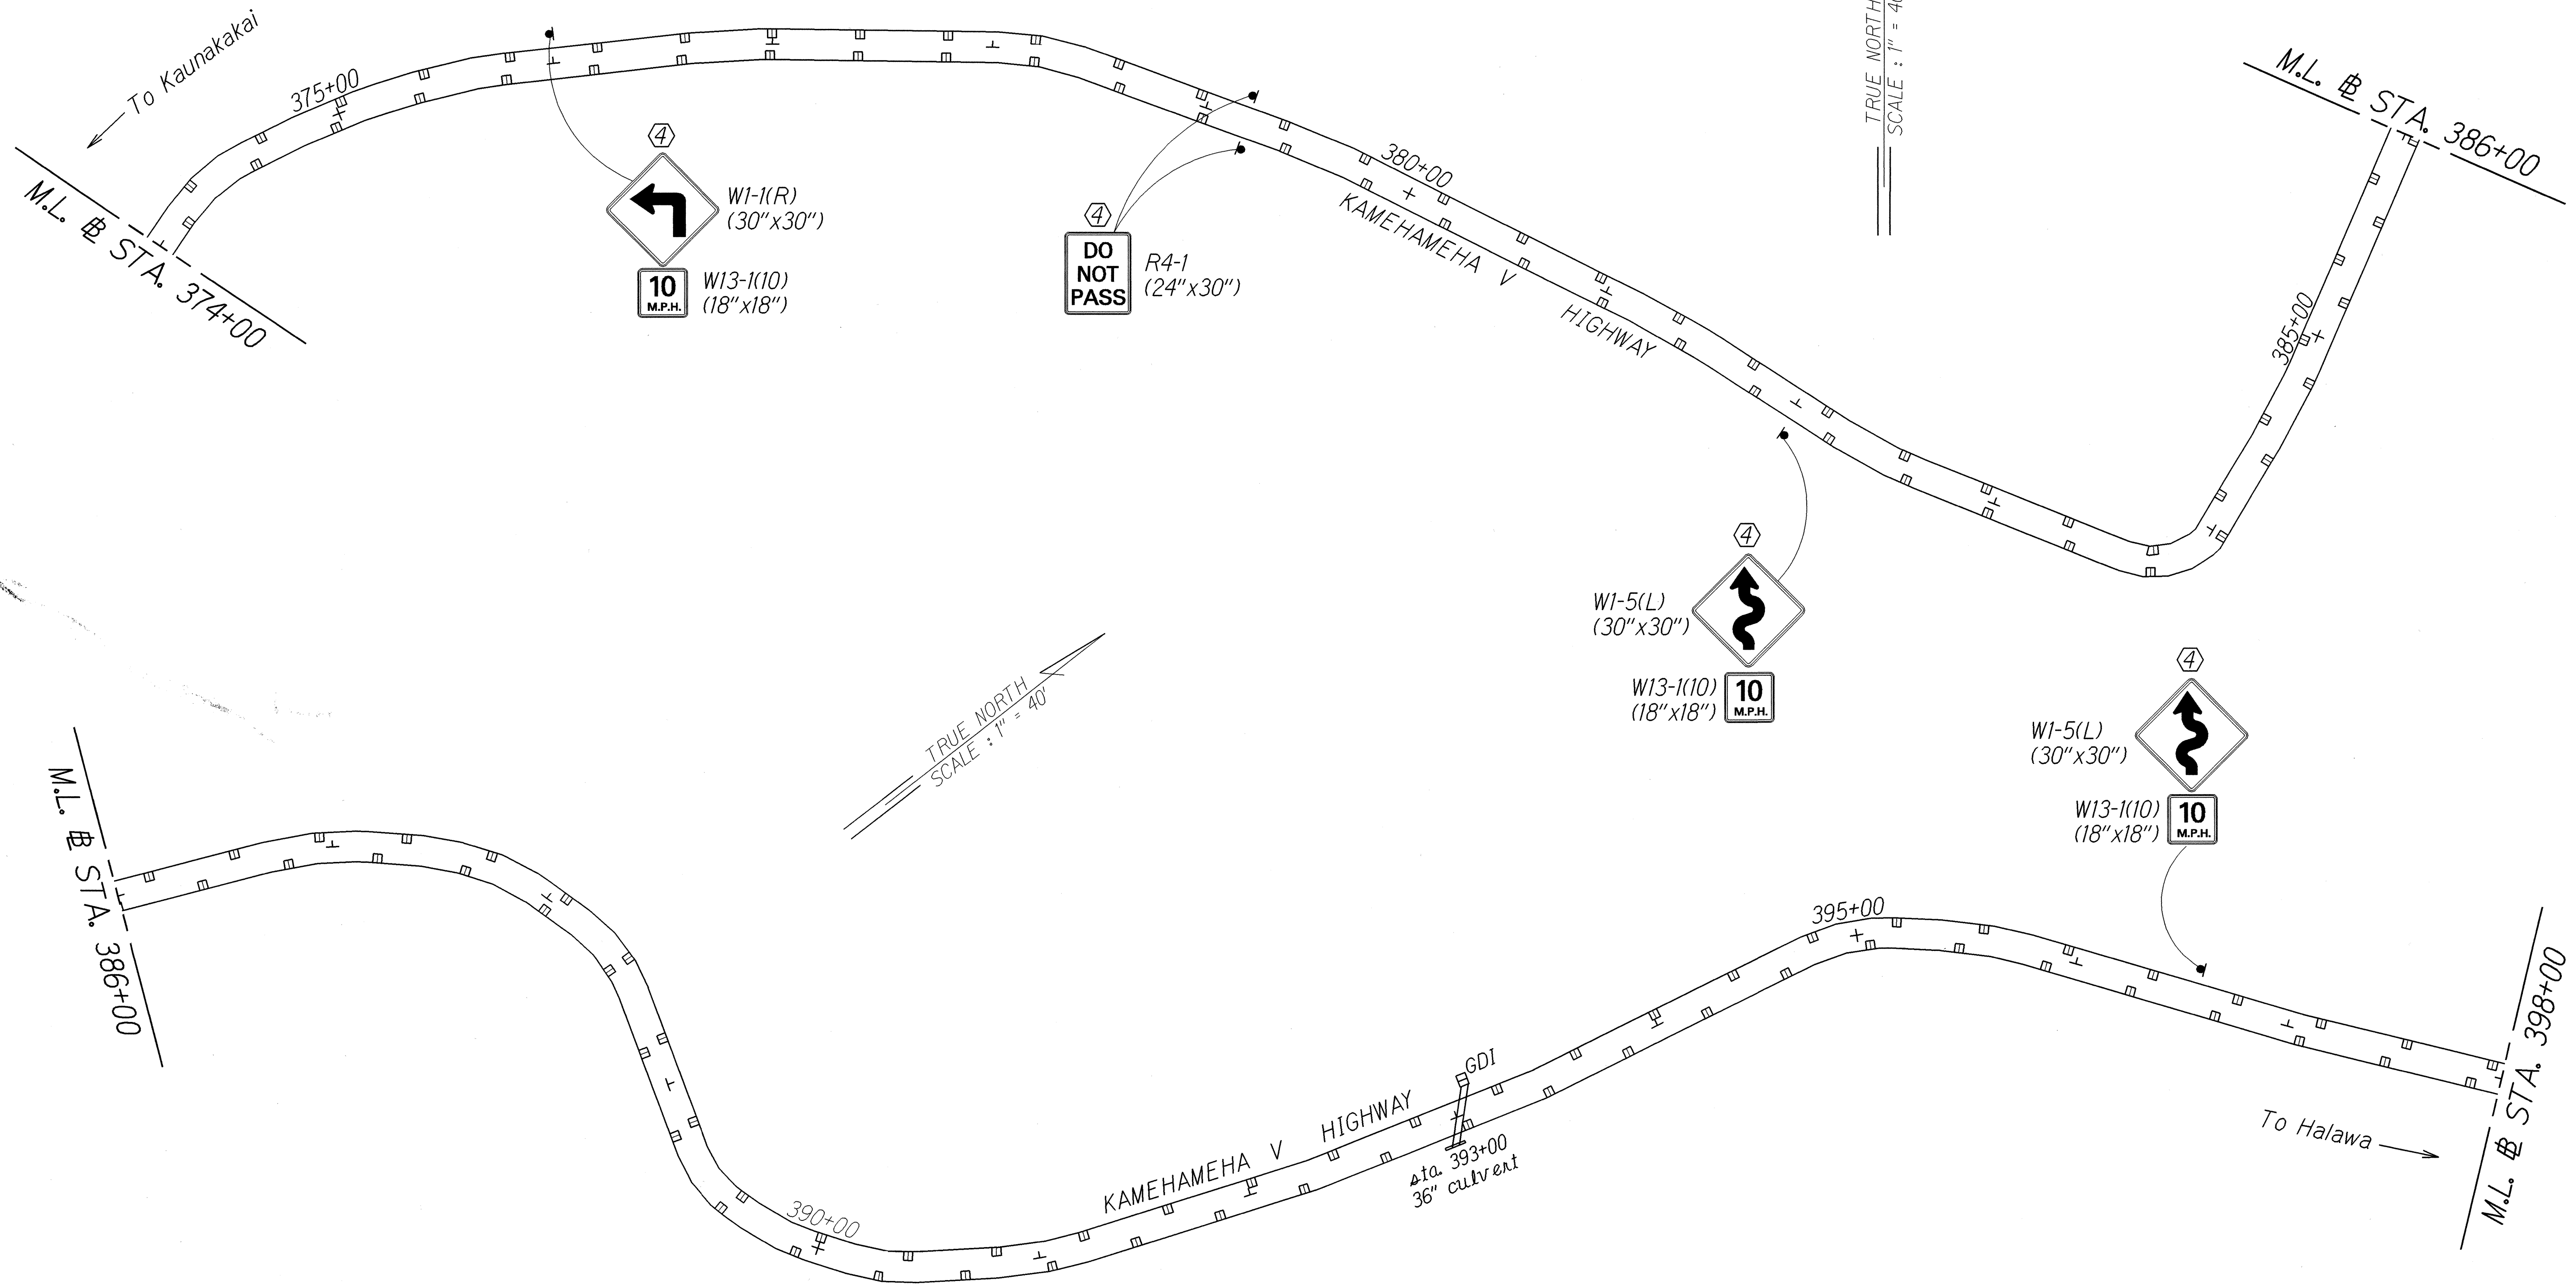 To Kaunakakai
375+00
M.L. BL STA. 374+00
4
W1-1(R)
(30"x30")
10
M.P.H.
W13-1(10)
(18"x18")
4
DO
NOT
PASS
R4-1
(24"x30")
380+00
KAMEHAMEHA V HIGHWAY
TRUE NORTH
M.L. BL STA. 386+00
385+00
4
W1-5(L)
(30"x30")
W13-1(10)
(18"x18")
10
M.P.H.
4
W1-5(L)
(30"x30")
W13-1(10)
(18"x18")
10
M.P.H.
TRUE NORTH
SCALE : 1" = 40'
M.L. BL STA. 386+00
390+00
KAMEHAMEHA V HIGHWAY
GDI
sta. 393+00
36" culvert
395+00
To Halawa
M.L. BL STA. 398+00